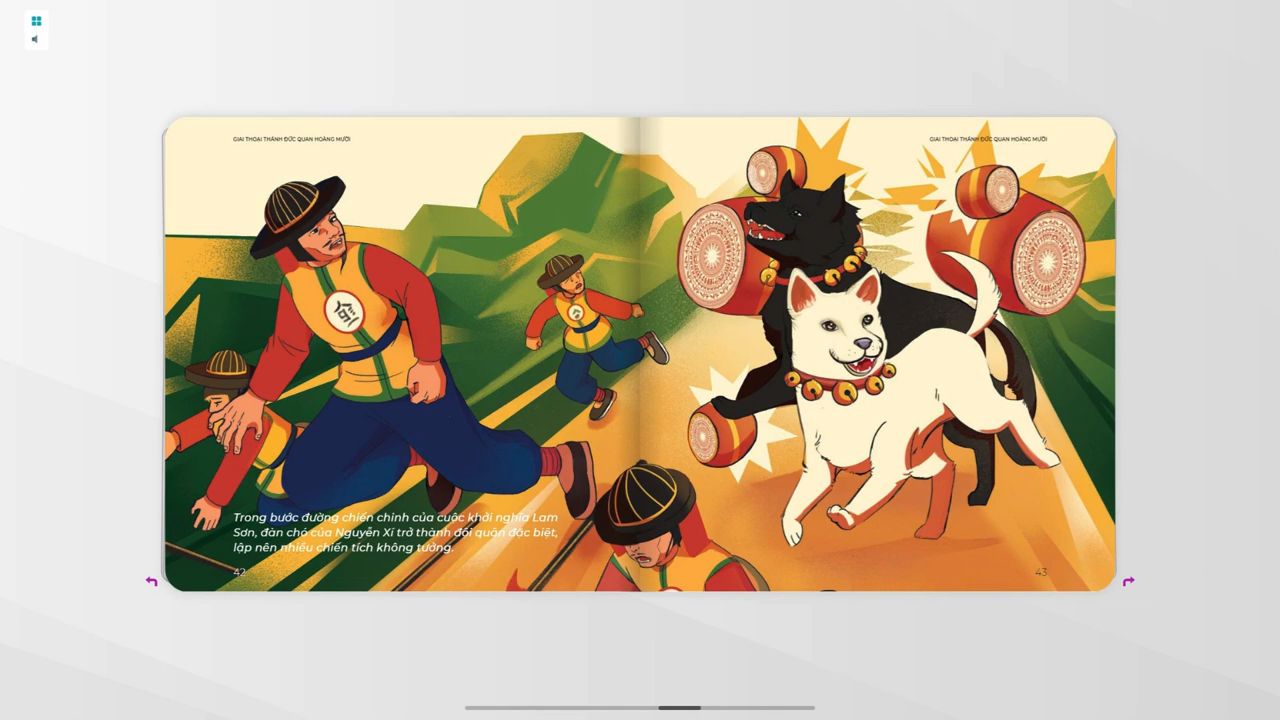 GIAI THOẠI THÁNH ĐỨC QUAN HOÀNG MƯỜI
GIAI THOẠI THÁNH ĐỨC QUAN HOÀNG MƯỜI
Trong bước đường chiến chinh của cuộc khởi nghĩa Lam
Sơn, đàn chó của Nguyễn Xí trở thành đội quân đặc biệt,
lập nên nhiều chiến tích không tưởng.
42
43